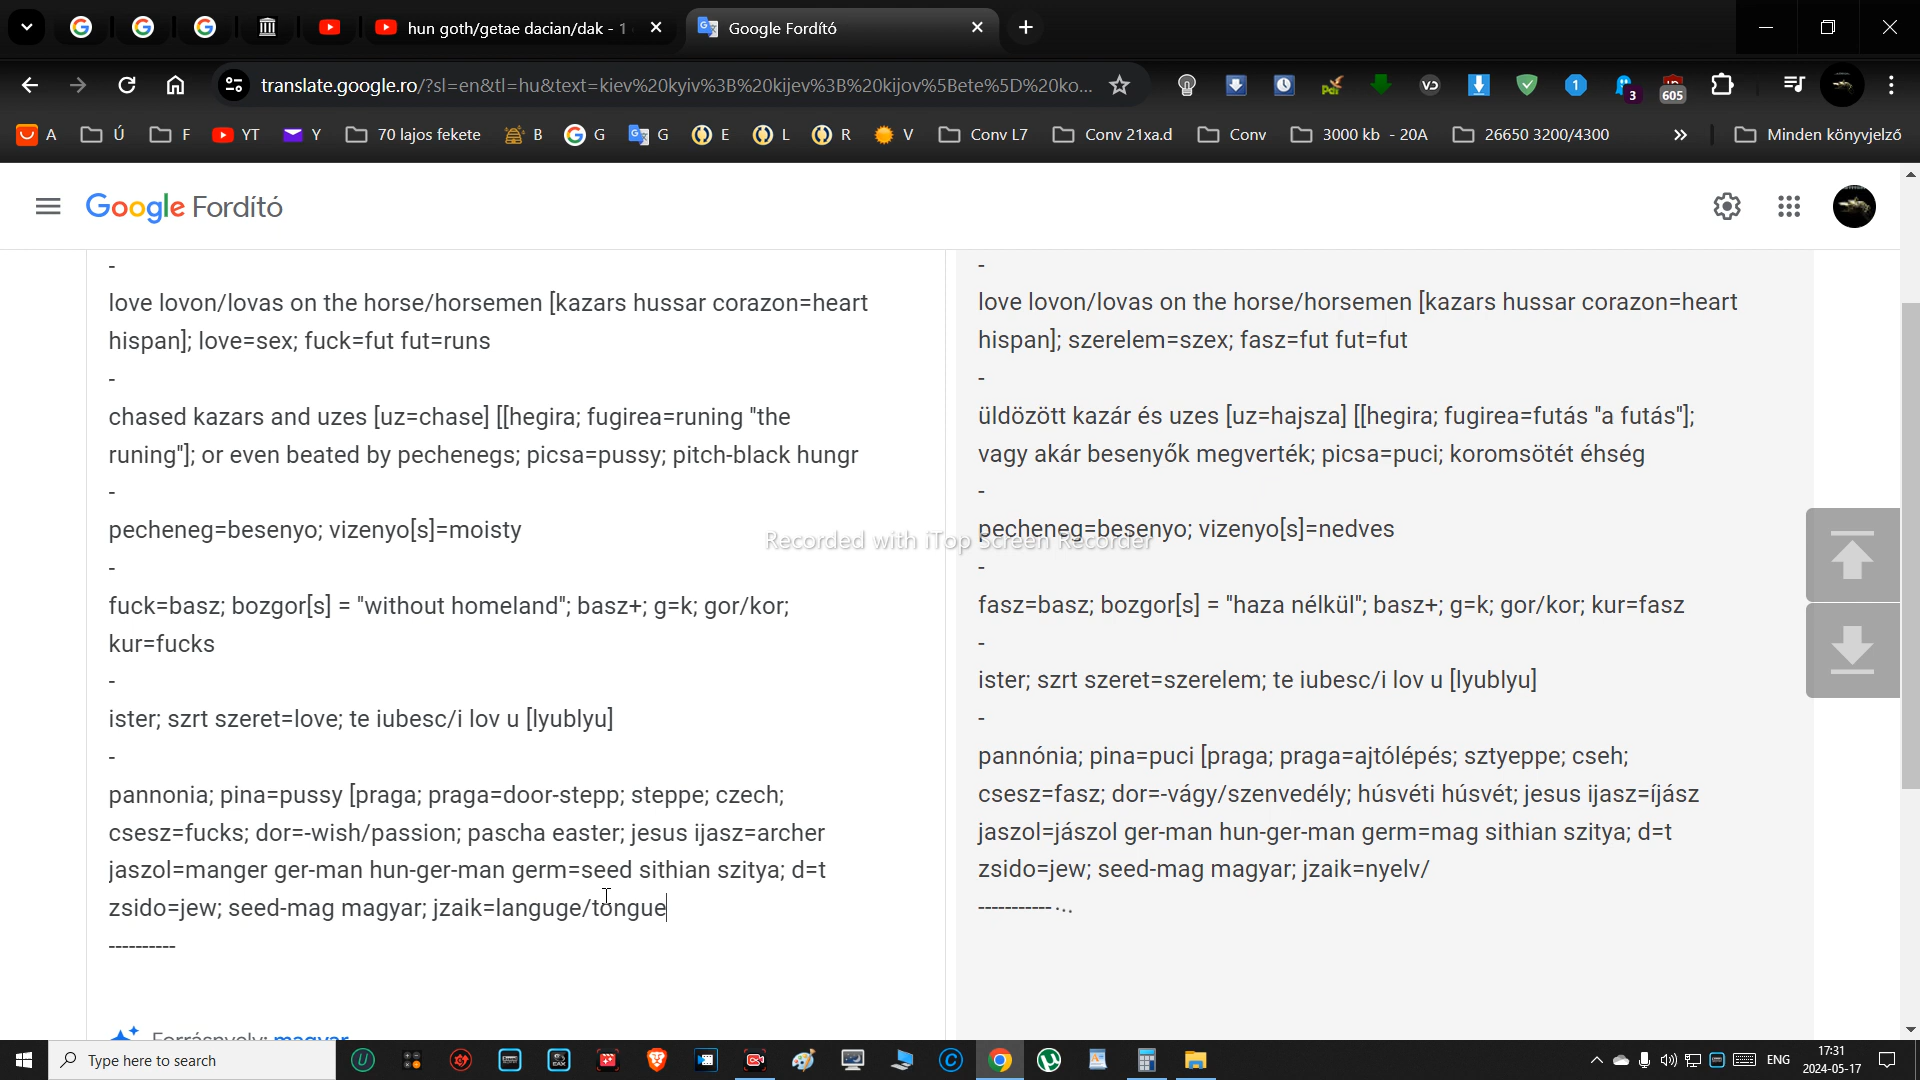 hun goth/getae dacian/dak - 1
Google Fordító
translate.google.ro/?sl=en&tl=hu&text=kiev%20kyiv%3B%20kijev%3B%20kijov%5Bete%5D%20ko...
3
605
A
Ú
F
YT
Y
70 lajos fekete
B
G
G
E
L
R
V
Conv L7
Conv 21xa.d
Conv
3000 kb - 20A
26650 3200/4300
»
Minden könyvjelző
Google Fordító
-
love lovon/lovas on the horse/horsemen [kazars hussar corazon=heart
hispan]; love=sex; fuck=fut fut=runs
-
chased kazars and uzes [uz=chase] [[hegira; fugirea=runing "the
runing"]; or even beated by pechenegs; picsa=pussy; pitch-black hungr
-
pecheneg=besenyo; vizenyo[s]=moisty
-
fuck=basz; bozgor[s] = "without homeland"; basz+; g=k; gor/kor;
kur=fucks
-
ister; szrt szeret=love; te iubesc/i lov u [lyublyu]
-
pannonia; pina=pussy [praga; praga=door-stepp; steppe; czech;
csesz=fucks; dor=-wish/passion; pascha easter; jesus ijasz=archer
jaszol=manger ger-man hun-ger-man germ=seed sithian szitya; d=t
zsido=jew; seed-mag magyar; jzaik=languge/tongue
----------
Forrásnyelv: magyar
-
love lovon/lovas on the horse/horsemen [kazars hussar corazon=heart
hispan]; szerelem=szex; fasz=fut fut=fut
-
üldözött kazár és uzes [uz=hajsza] [[hegira; fugirea=futás "a futás"];
vagy akár besenyők megverték; picsa=puci; koromsötét éhség
-
pecheneg=besenyo; vizenyo[s]=nedves
-
fasz=basz; bozgor[s] = "haza nélkül"; basz+; g=k; gor/kor; kur=fasz
-
ister; szrt szeret=szerelem; te iubesc/i lov u [lyublyu]
-
pannónia; pina=puci [praga; praga=ajtólépés; sztyeppe; cseh;
csesz=fasz; dor=-vágy/szenvedély; húsvéti húsvét; jesus ijasz=íjász
jaszol=jászol ger-man hun-ger-man germ=mag sithian szitya; d=t
zsido=jew; seed-mag magyar; jzaik=nyelv/
-----------...
Recorded with iTop Screen Recorder
Type here to search
ENG
17:31
2024-05-17